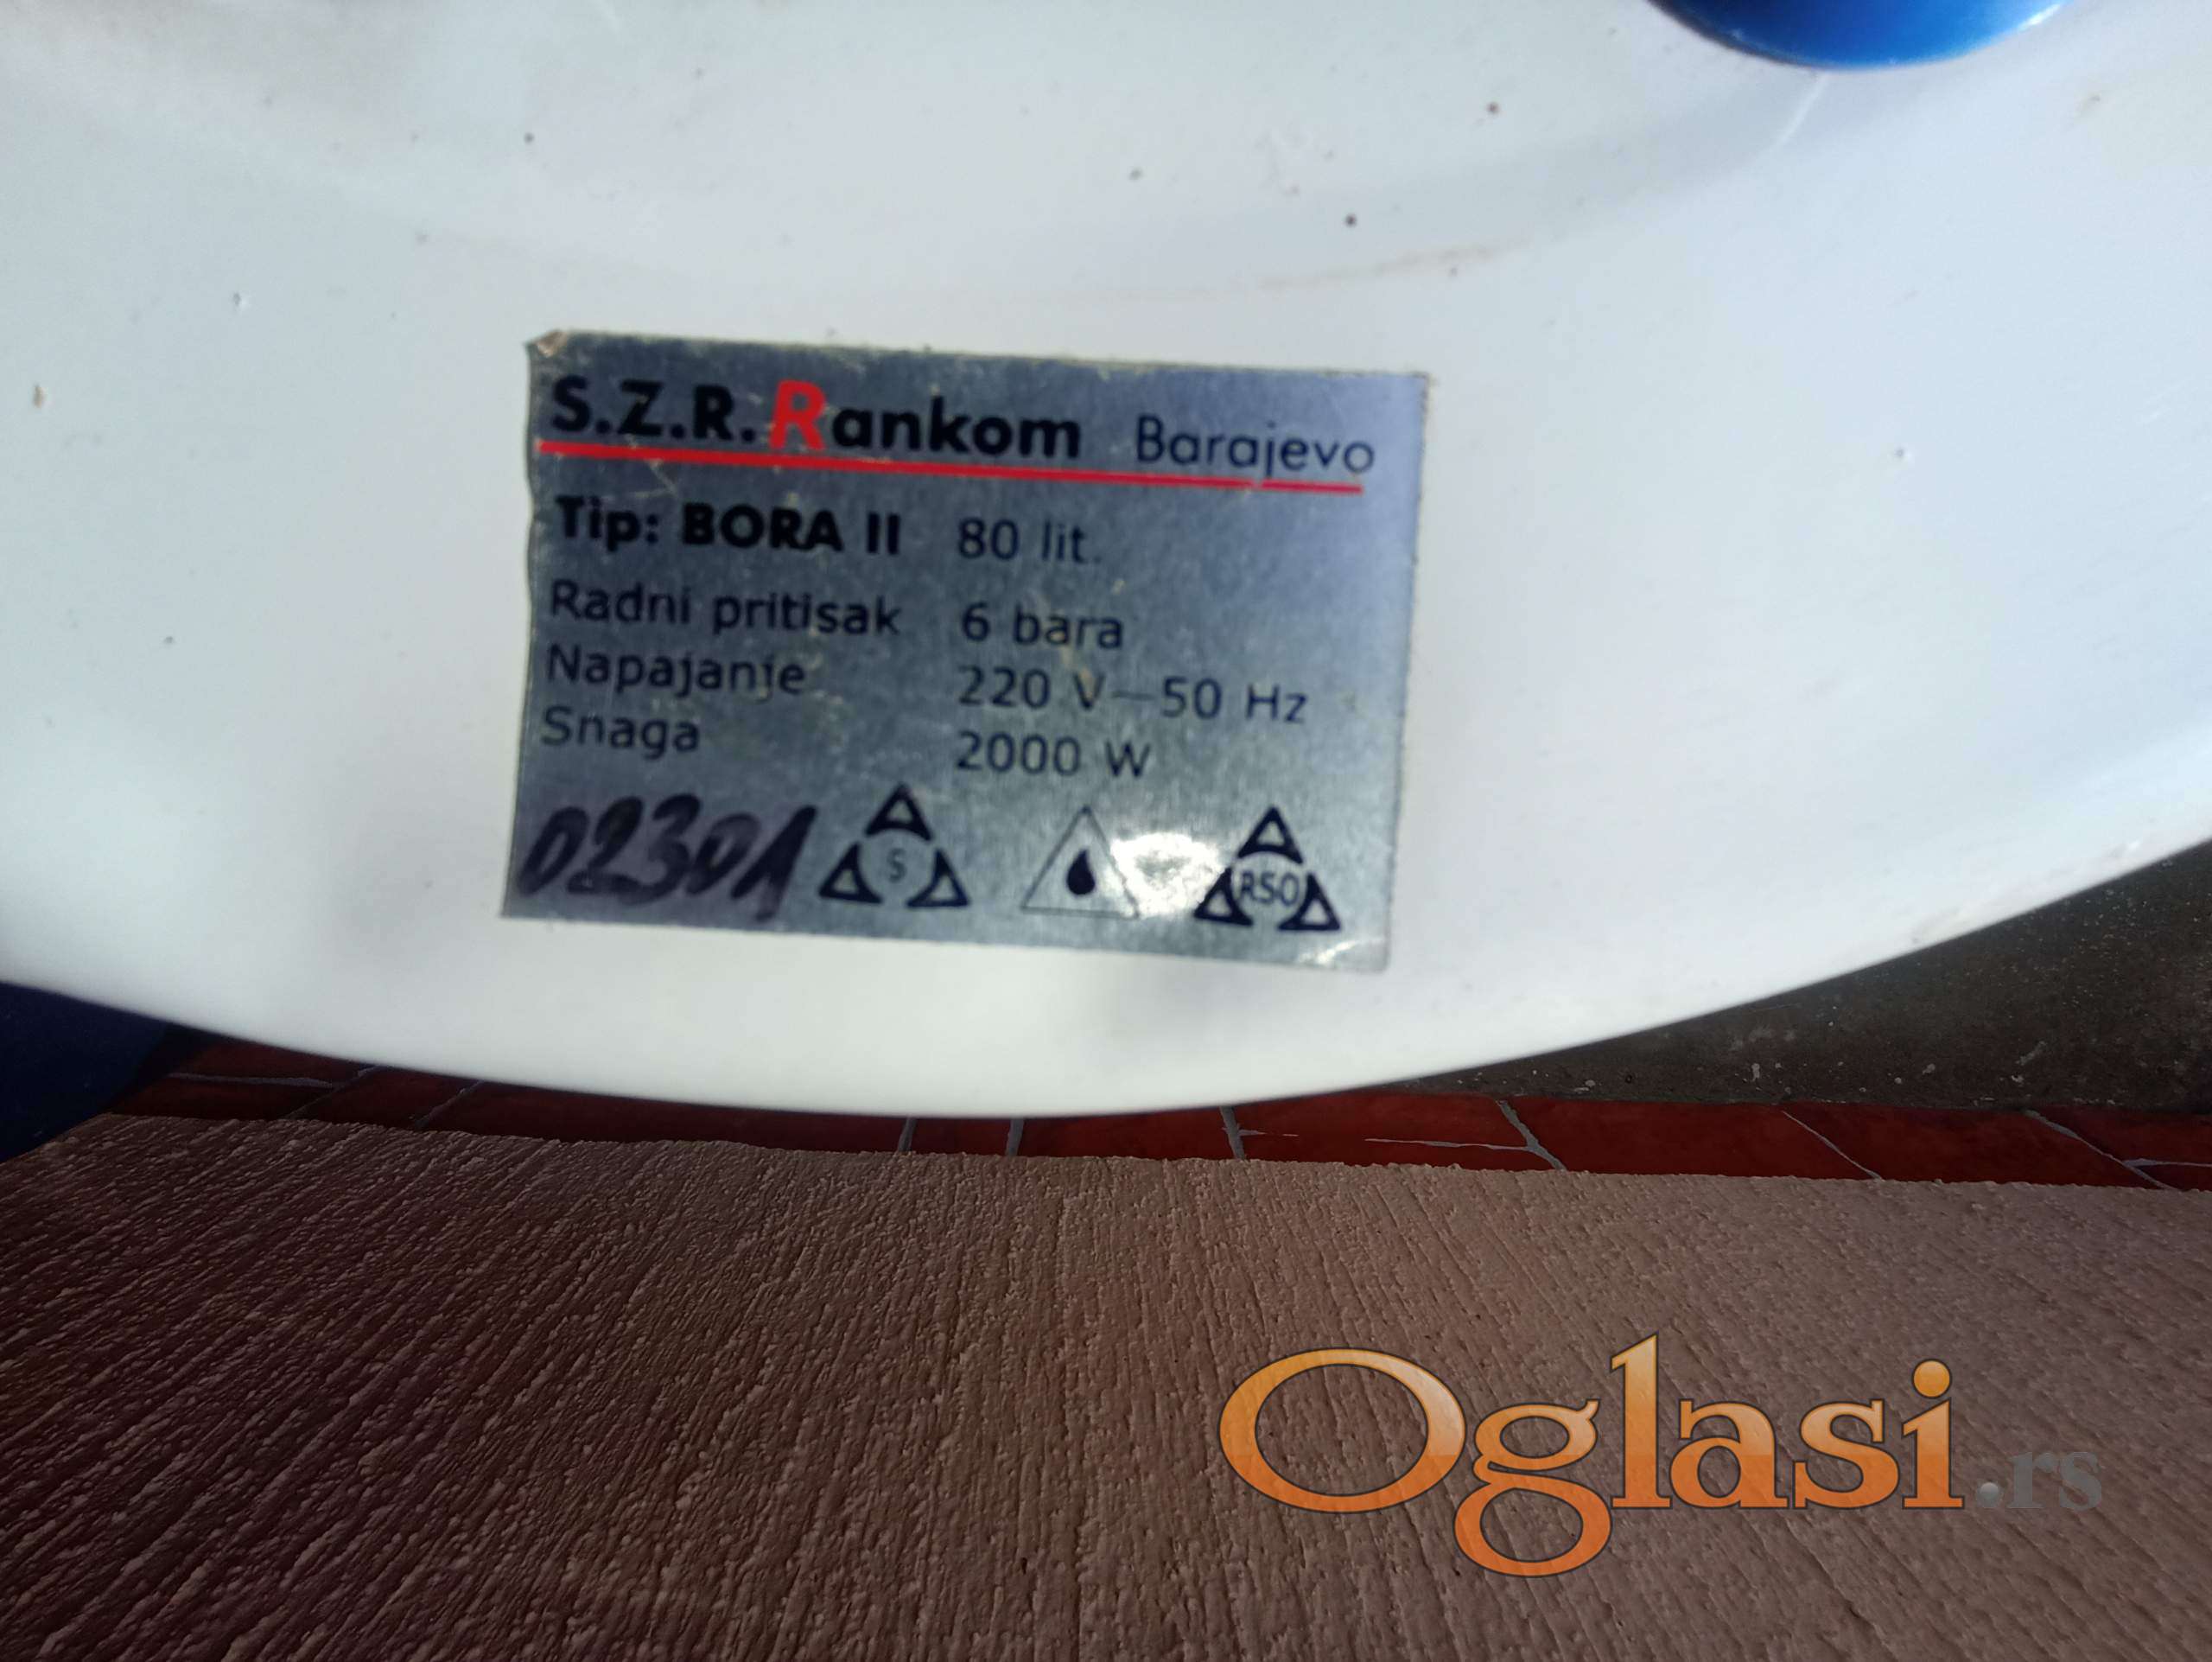 S.Z.R. Rankom Barajevo
Tip: BORA II 80 lit.
Radni pritisak 6 bara
Napajanje 220 V—50 Hz
Snaga 2000 W
02301 S RSO
Oglasi.rs